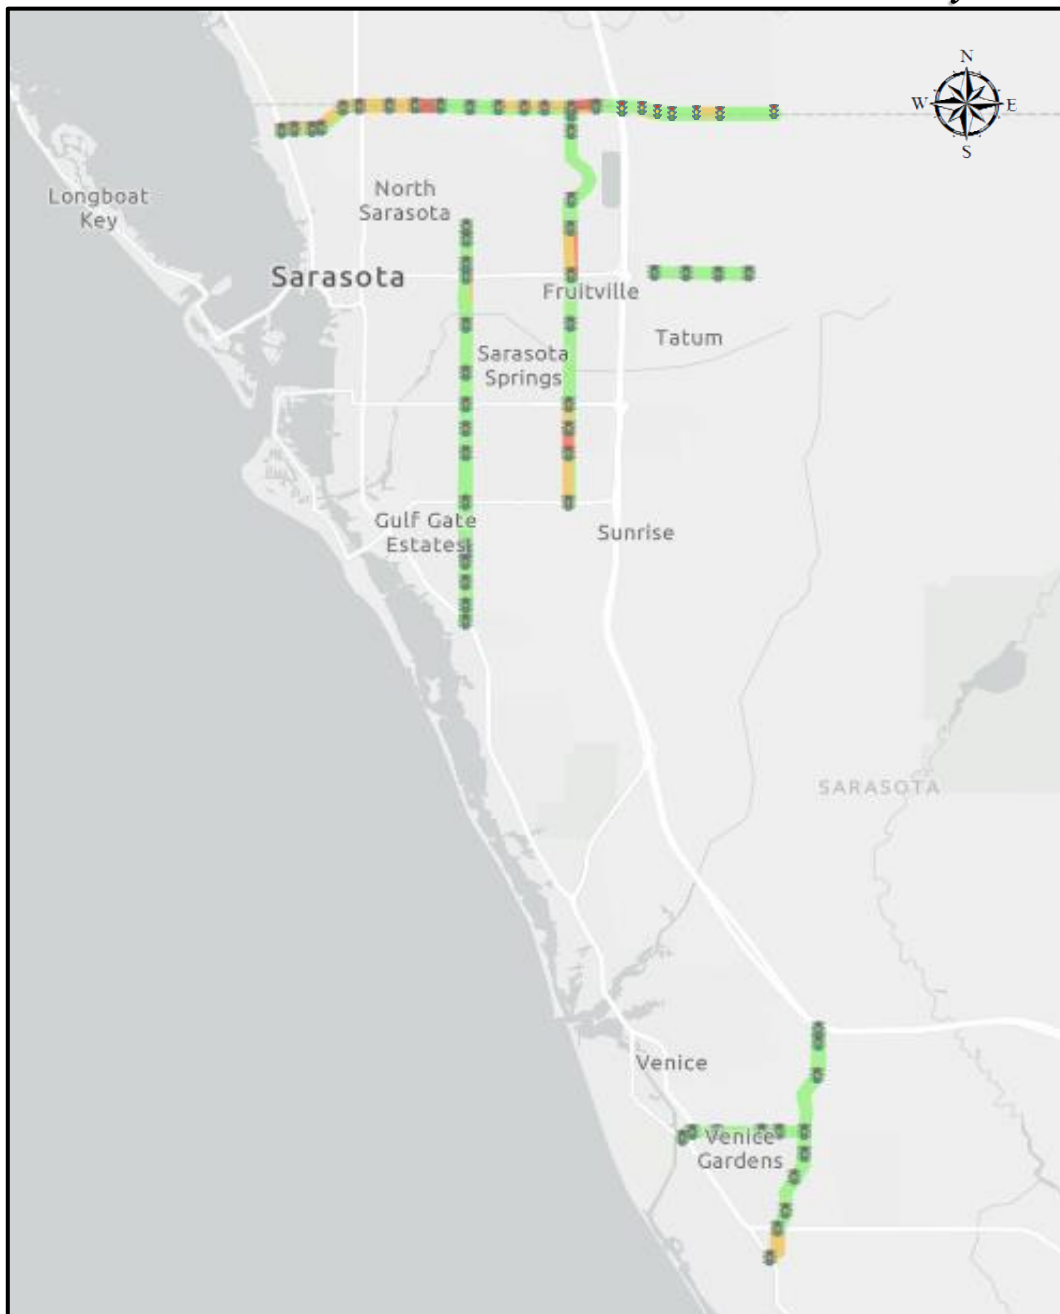 N
W
E
S
Longboat
Key
North
Sarasota
Sarasota
Fruitville
Tatum
Sarasota
Springs
Gulf Gate
Estates
Sunrise
SARASOTA
Venice
Venice
Gardens